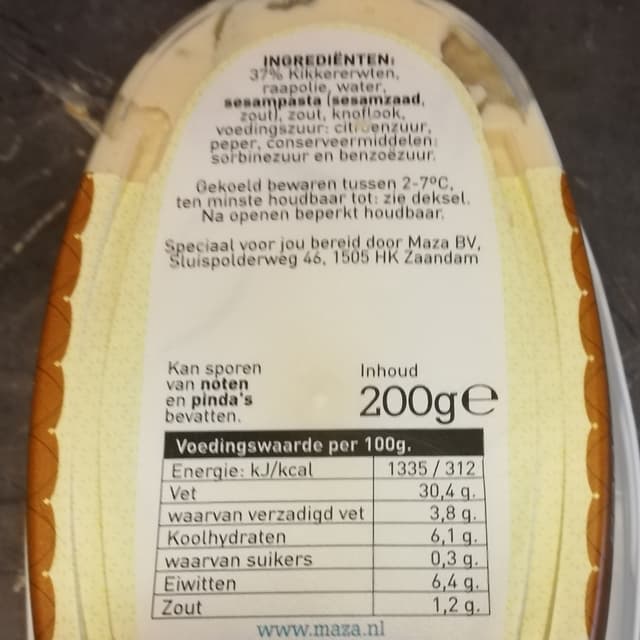 INGREDIËNTEN:
37% Kikkererwten,
raapolie, water,
sesampasta (sesamzaad,
zout), zout, knoflook,
voedingszuur: citroenzuur,
peper, conserveermiddelen:
sorbinezuur en benzoëzuur.
Gekoeld bewaren tussen 2-7ºC,
ten minste houdbaar tot: zie deksel.
Na openen beperkt houdbaar.
Speciaal voor jou bereid door Maza BV,
Sluispolderweg 46, 1505 HK Zaandam
Kan sporen
van noten
en pinda's
bevatten.
Inhoud
200g℮
Voedingswaarde per 100g.
Energie: kJ/kcal 1335 / 312
Vet 30,4 g.
waarvan verzadigd vet 3,8 g.
Koolhydraten 6,1 g.
waarvan suikers 0,3 g.
Eiwitten 6,4 g.
Zout 1,2 g.
www.maza.nl